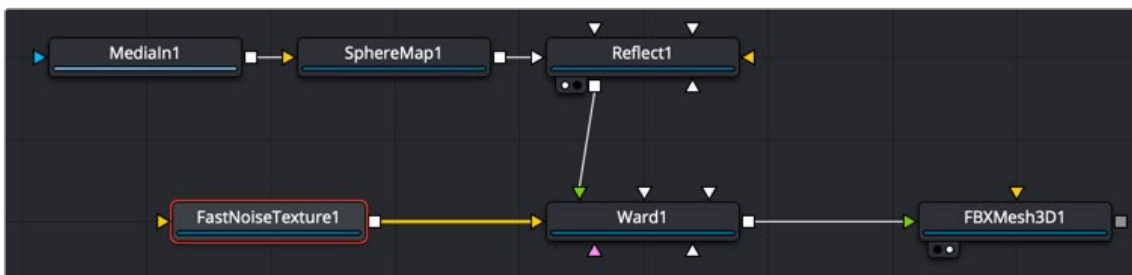 MediaIn1
SphereMap1
Reflect1
FastNoiseTexture1
Ward1
FBXMesh3D1